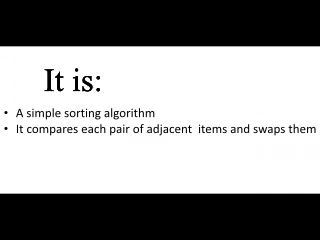 It is:
• A simple sorting algorithm
• It compares each pair of adjacent items and swaps them